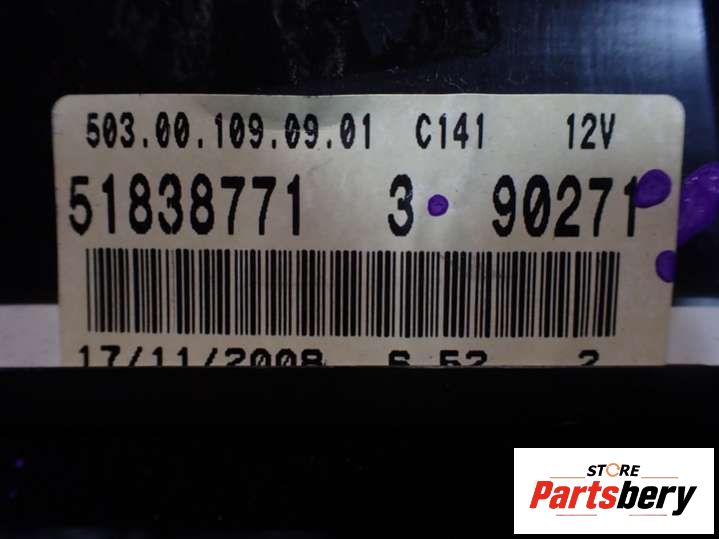 503.00.109.09.01 C141 12V
51838771 3 90271
17/11/2008 6 52 2
STORE
Partsbery